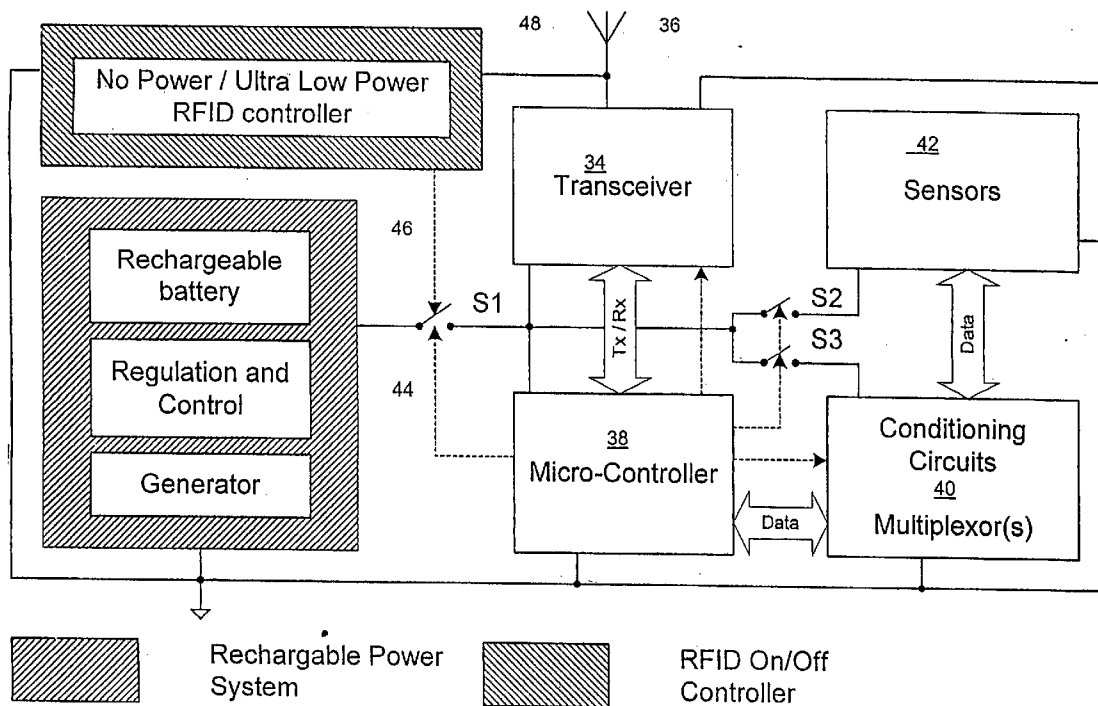 48
36
No Power / Ultra Low Power
RFID controller
34
Transceiver
42
Sensors
46
Rechargeable
battery
S1
S2
S3
Tx / Rx
Data
Regulation and
Control
44
Generator
38
Micro-Controller
Data
Conditioning
Circuits
40
Multiplexor(s)
Rechargable Power
System
RFID On/Off
Controller